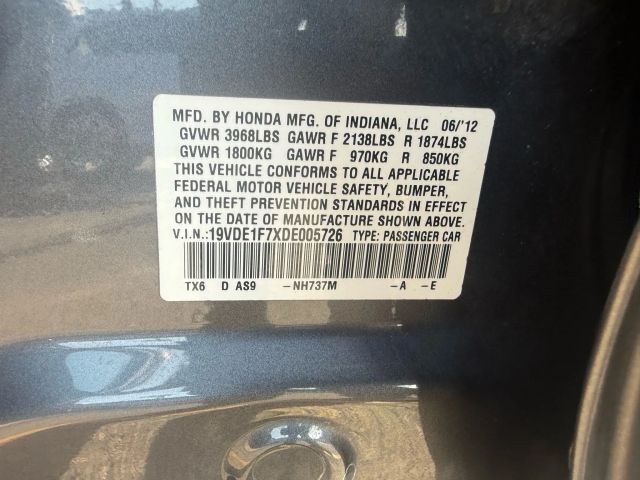 MFD. BY HONDA MFG. OF INDIANA, LLC 06/'12
GVWR 3968LBS GAWR F 2138LBS R 1874LBS
GVWR 1800KG GAWR F 970KG R 850KG
THIS VEHICLE CONFORMS TO ALL APPLICABLE
FEDERAL MOTOR VEHICLE SAFETY, BUMPER,
AND THEFT PREVENTION STANDARDS IN EFFECT
ON THE DATE OF MANUFACTURE SHOWN ABOVE.
V.I.N.:19VDE1F7XDE005726 TYPE: PASSENGER CAR
TX6 D AS9 -NH737M -A -E